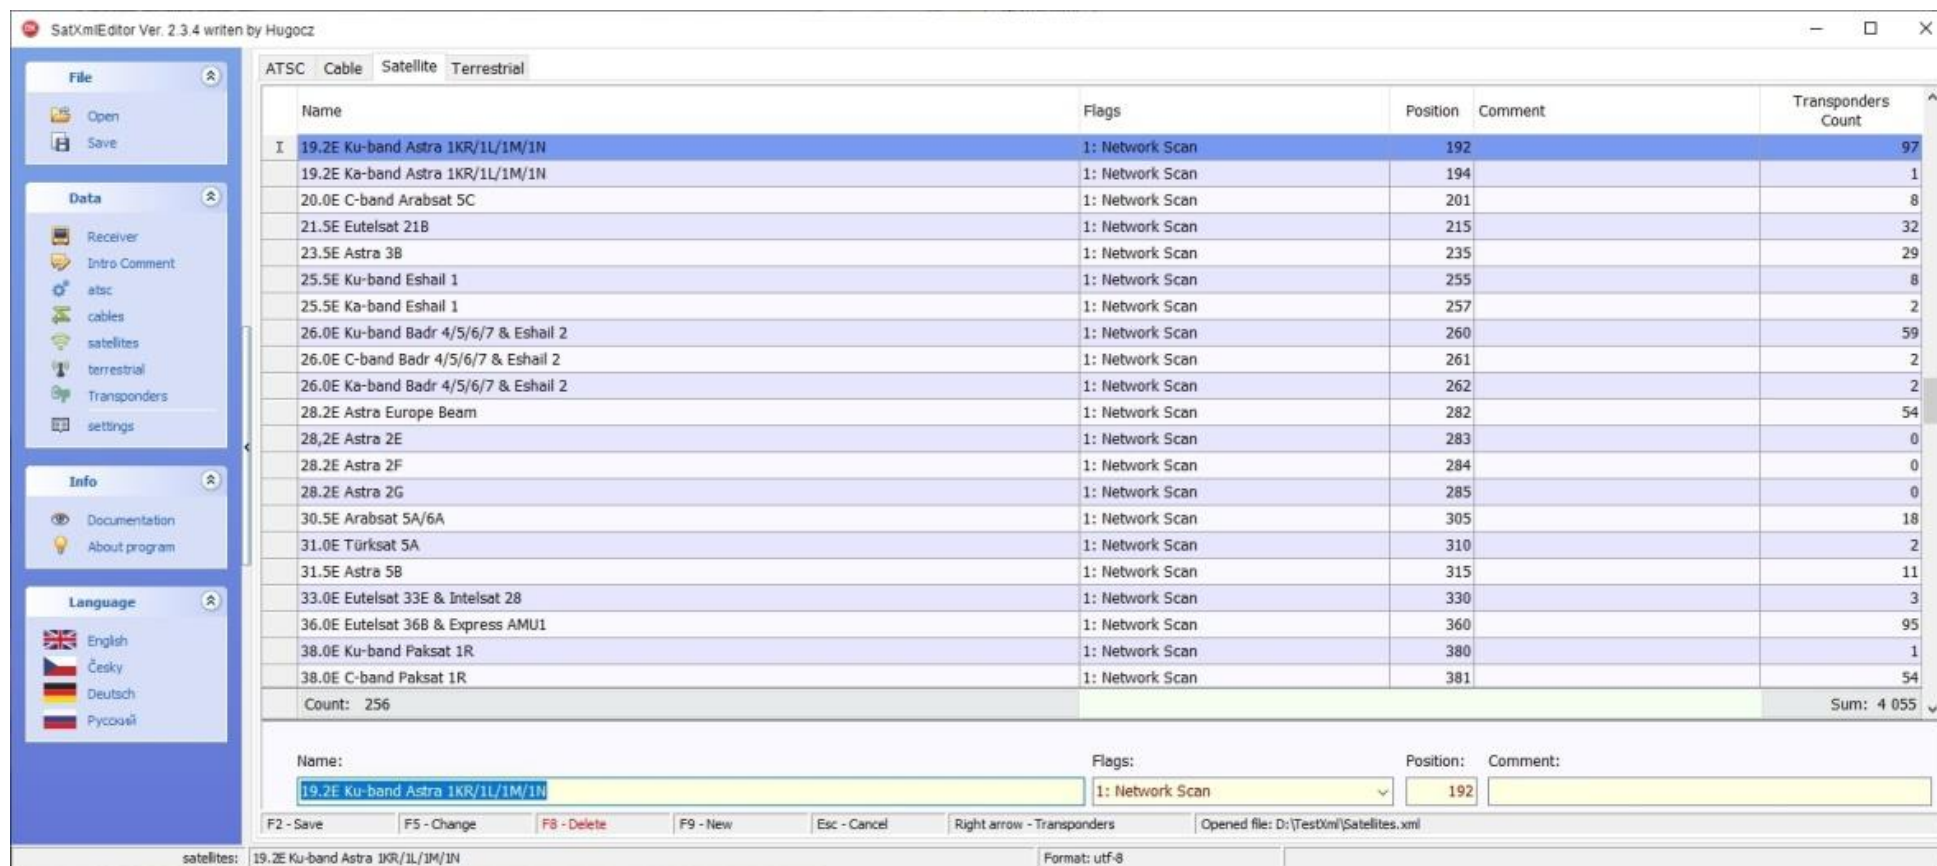 SatXmlEditor Ver. 2.3.4 writen by Hugocz
File
Open
Save
Data
Receiver
Intro Comment
atsc
cables
satellites
terrestrial
Transponders
settings
Info
Documentation
About program
Language
English
Česky
Deutsch
Русский
ATSC Cable Satellite Terrestrial
Name Flags Position Comment Transponders Count
I 19.2E Ku-band Astra 1KR/1L/1M/1N 1: Network Scan 192 97
19.2E Ka-band Astra 1KR/1L/1M/1N 1: Network Scan 194 1
20.0E C-band Arabsat 5C 1: Network Scan 201 8
21.5E Eutelsat 21B 1: Network Scan 215 32
23.5E Astra 3B 1: Network Scan 235 29
25.5E Ku-band Eshail 1 1: Network Scan 255 8
25.5E Ka-band Eshail 1 1: Network Scan 257 2
26.0E Ku-band Badr 4/5/6/7 & Eshail 2 1: Network Scan 260 59
26.0E C-band Badr 4/5/6/7 & Eshail 2 1: Network Scan 261 2
26.0E Ka-band Badr 4/5/6/7 & Eshail 2 1: Network Scan 262 2
28.2E Astra Europe Beam 1: Network Scan 282 54
28,2E Astra 2E 1: Network Scan 283 0
28.2E Astra 2F 1: Network Scan 284 0
28.2E Astra 2G 1: Network Scan 285 0
30.5E Arabsat 5A/6A 1: Network Scan 305 18
31.0E Türksat 5A 1: Network Scan 310 2
31.5E Astra 5B 1: Network Scan 315 11
33.0E Eutelsat 33E & Intelsat 28 1: Network Scan 330 3
36.0E Eutelsat 36B & Express AMU1 1: Network Scan 360 95
38.0E Ku-band Paksat 1R 1: Network Scan 380 1
38.0E C-band Paksat 1R 1: Network Scan 381 54
Count: 256 Sum: 4 055
Name: Flags: Position: Comment:
19.2E Ku-band Astra 1KR/1L/1M/1N 1: Network Scan 192
F2 - Save F5 - Change F8 - Delete F9 - New Esc - Cancel Right arrow - Transponders Opened file: D:\TestXml\Satellites.xml
satellites: 19.2E Ku-band Astra 1KR/1L/1M/1N Format: utf-8